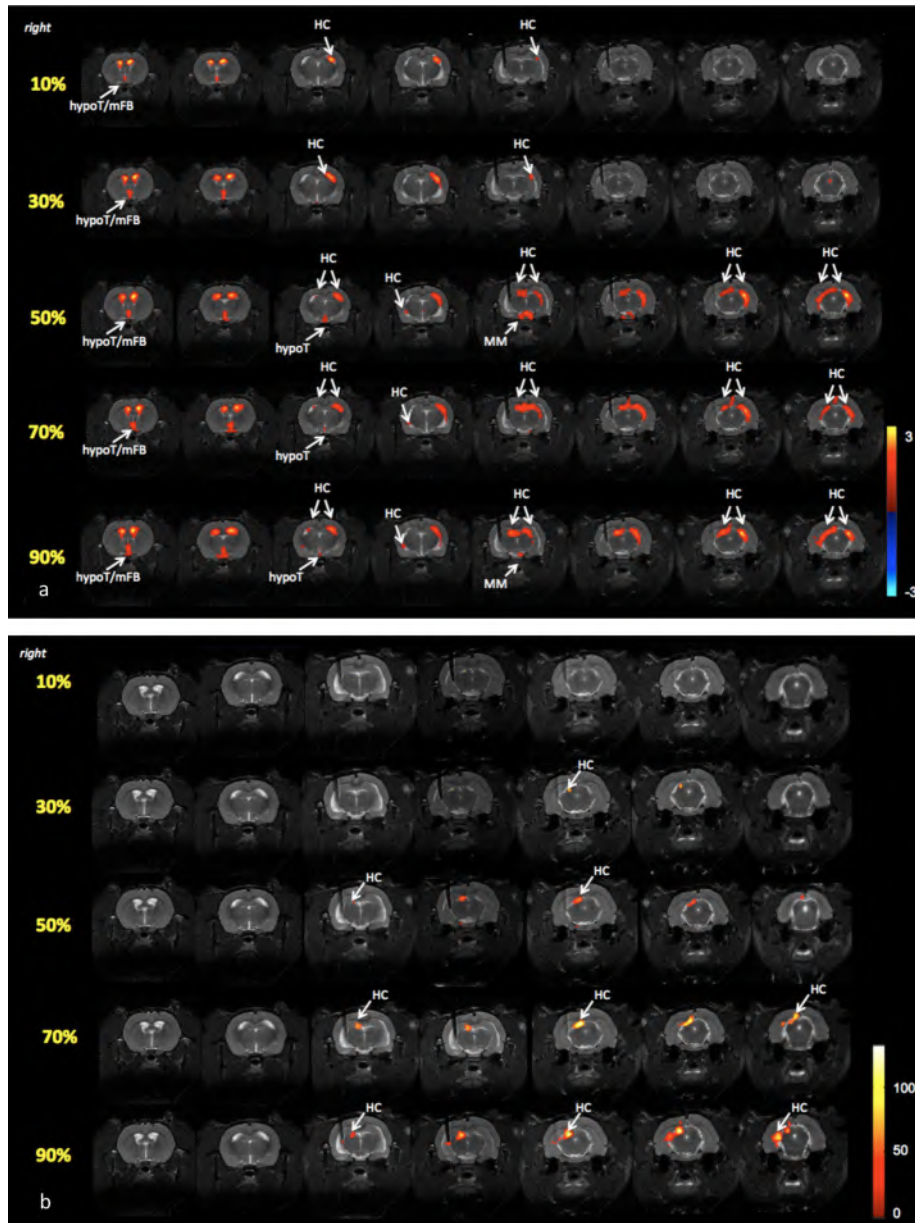 right
HC HC
10%
hypoT/mFB
HC HC
30%
hypoT/mFB
HC HC HC HC HC
50%
hypoT/mFB hypoT MM
HC HC HC HC HC
70%
hypoT/mFB hypoT
3
HC HC HC HC HC
90%
hypoT/mFB hypoT MM
a -3
right
10%
HC
30%
HC HC
50%
HC HC HC
70%
100
HC HC HC
90%
50
b 0